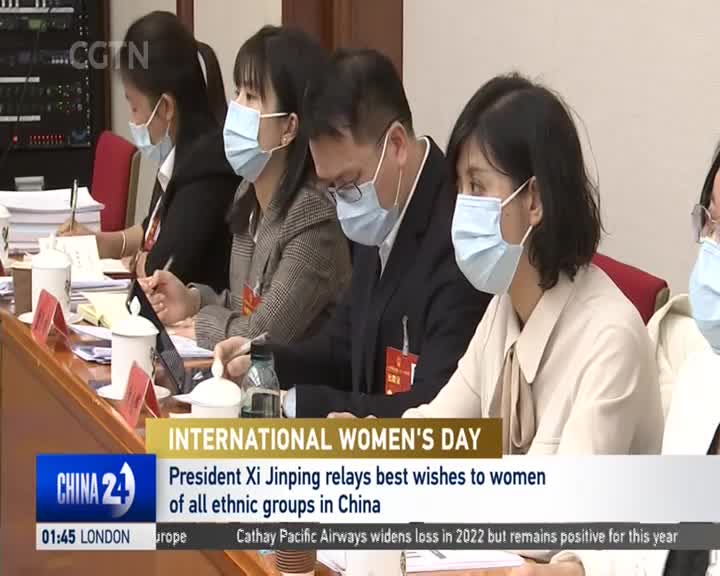 CGTN
INTERNATIONAL WOMEN'S DAY
President Xi Jinping relays best wishes to women
of all ethnic groups in China
CHINA 24
01:45 LONDON
urope Cathay Pacific Airways widens loss in 2022 but remains positive for this year